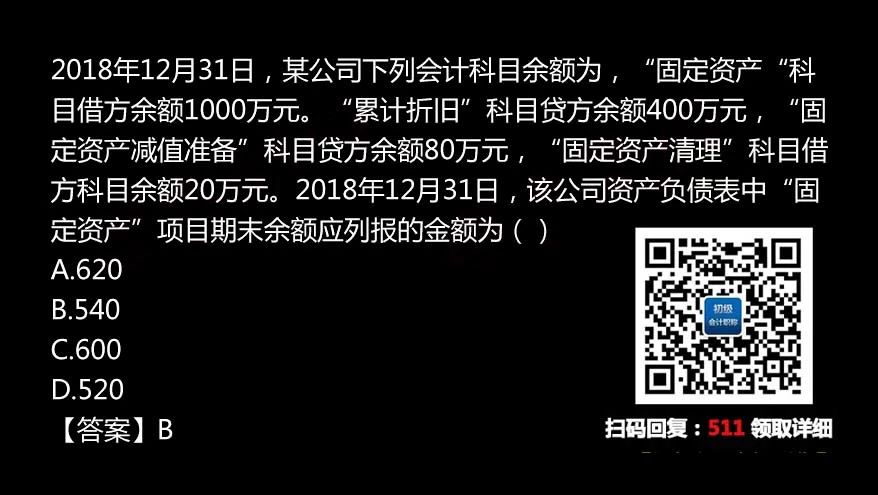 2018年12月31日，某公司下列会计科目余额为，“固定资产“科
目借方余额1000万元。“累计折旧”科目贷方余额400万元，“固
定资产减值准备”科目贷方余额80万元，“固定资产清理”科目借
方科目余额20万元。2018年12月31日，该公司资产负债表中“固
定资产”项目期末余额应列报的金额为（ ）
A.620
B.540
C.600
D.520
【答案】B
初级
会计职称
扫码回复：511 领取详细